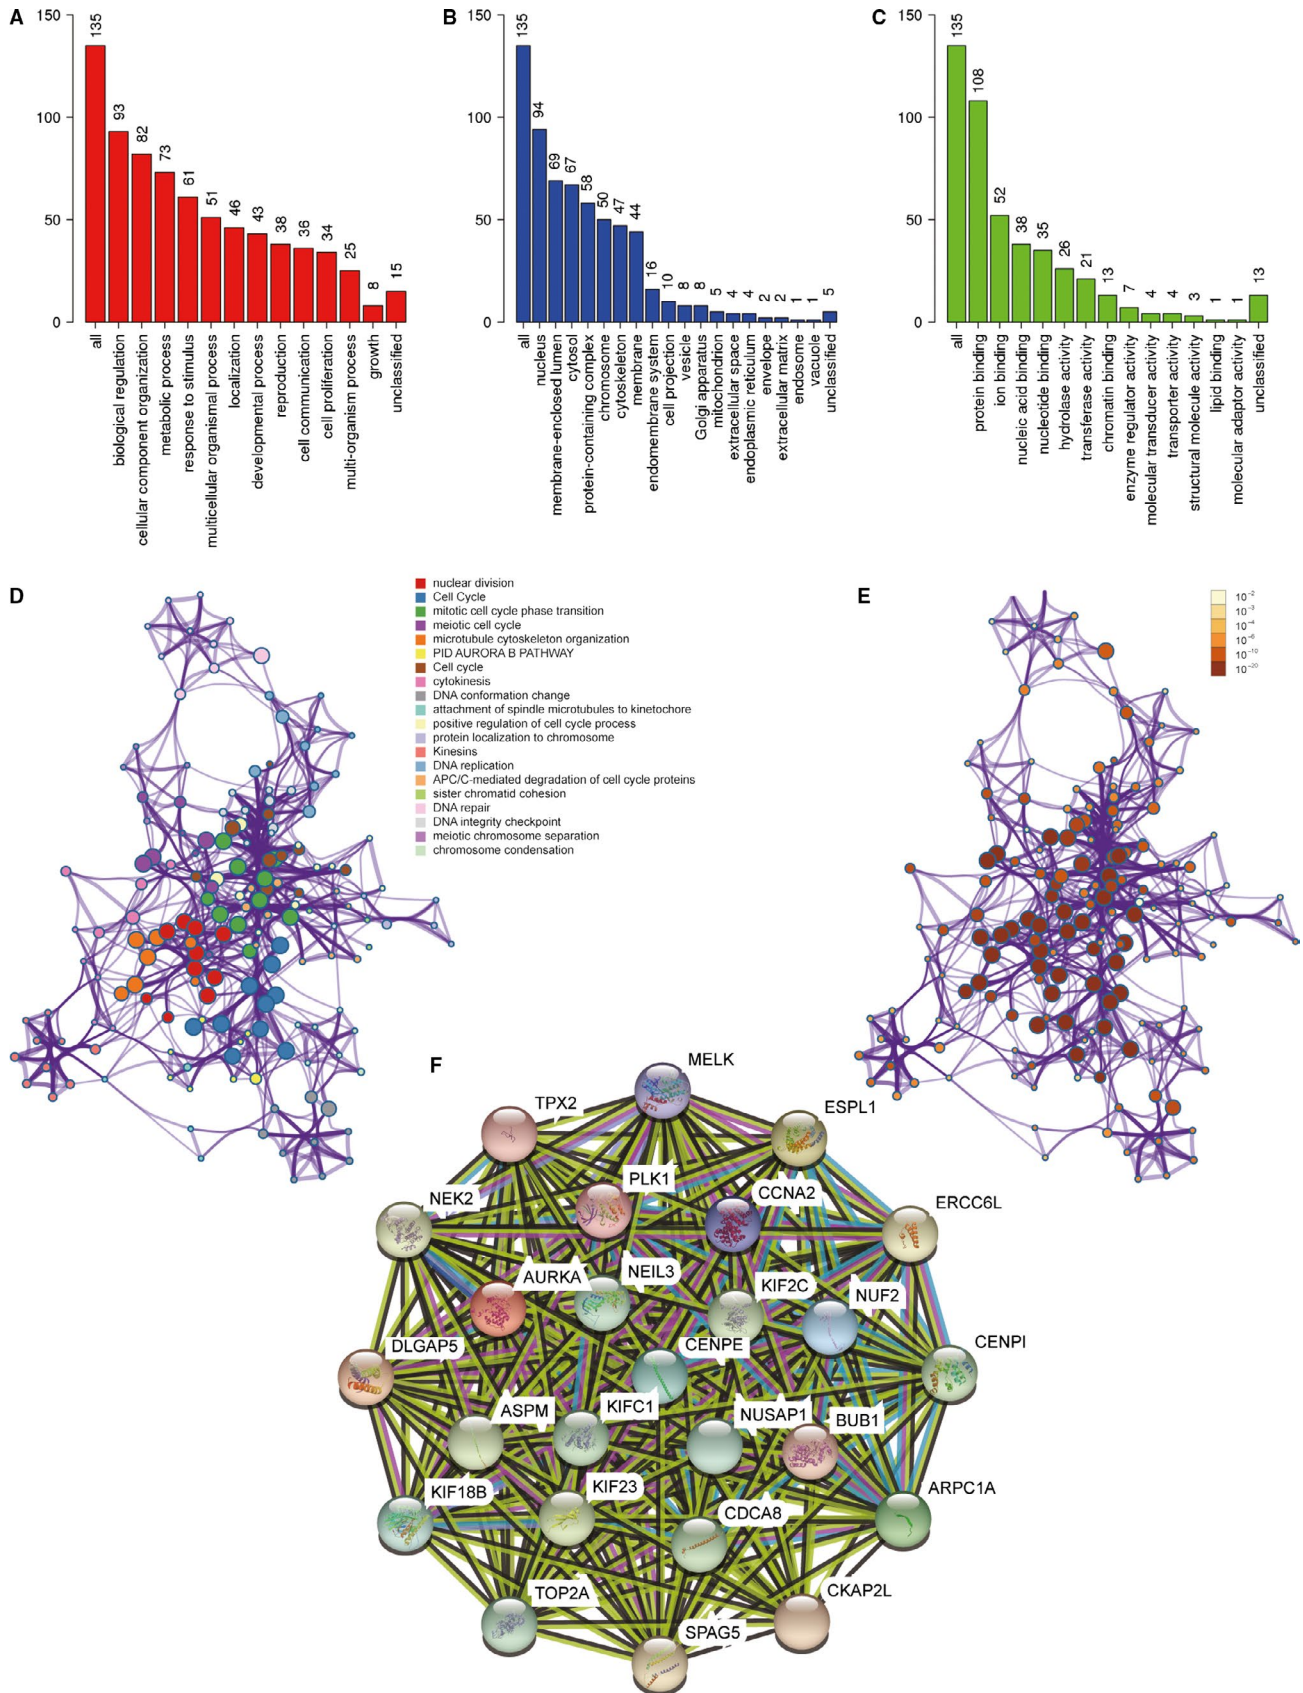 A
150
100
50
0
135
93
82
73
61
51
46
43
38
36
34
25
8
15
all
biological regulation
cellular component organization
metabolic process
response to stimulus
multicellular organismal process
localization
developmental process
reproduction
cell communication
cell proliferation
multi-organism process
growth
unclassified
B
150
100
50
0
135
94
69
67
58
50
47
44
16
10
8
8
5
4
4
2
2
1
1
5
all
nucleus
membrane-enclosed lumen
cytosol
protein-containing complex
chromosome
cytoskeleton
membrane
endomembrane system
cell projection
vesicle
Golgi apparatus
mitochondrion
extracellular space
endoplasmic reticulum
envelope
extracellular matrix
endosome
vacuole
unclassified
C
150
100
50
0
135
108
52
38
35
26
21
13
7
4
4
3
1
1
13
all
protein binding
ion binding
nucleic acid binding
nucleotide binding
hydrolase activity
transferase activity
chromatin binding
enzyme regulator activity
molecular transducer activity
transporter activity
structural molecule activity
lipid binding
molecular adaptor activity
unclassified
D
nuclear division
Cell Cycle
mitotic cell cycle phase transition
meiotic cell cycle
microtubule cytoskeleton organization
PID AURORA B PATHWAY
Cell cycle
cytokinesis
DNA conformation change
attachment of spindle microtubules to kinetochore
positive regulation of cell cycle process
protein localization to chromosome
Kinesins
DNA replication
APC/C-mediated degradation of cell cycle proteins
sister chromatid cohesion
DNA repair
DNA integrity checkpoint
meiotic chromosome separation
chromosome condensation
E
10⁻²
10⁻³
10⁻⁴
10⁻⁶
10⁻¹⁰
10⁻²⁰
F
MELK
TPX2
ESPL1
PLK1
CCNA2
NEK2
ERCC6L
AURKA
NEIL3
KIF2C
NUF2
DLGAP5
CENPE
CENPI
ASPM
KIFC1
NUSAP1
BUB1
KIF18B
KIF23
CDCA8
ARPC1A
TOP2A
CKAP2L
SPAG5